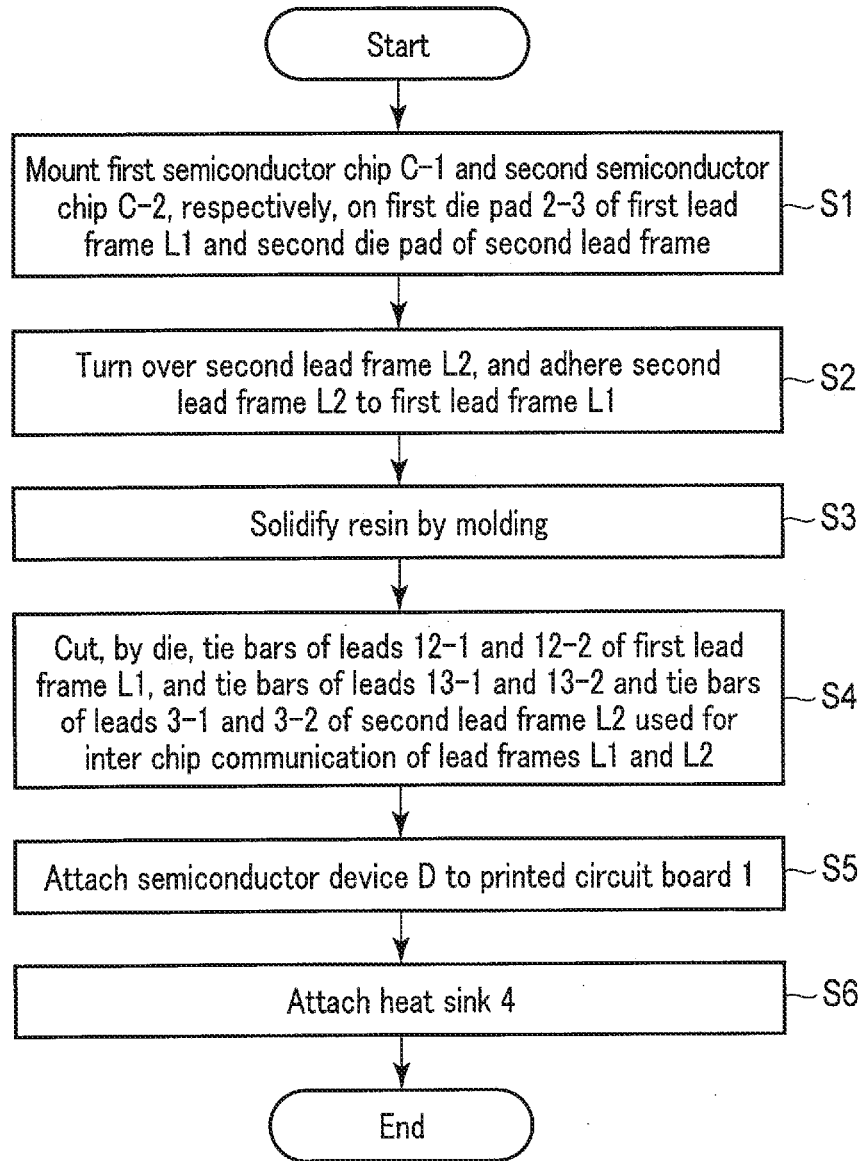 Start
Mount first semiconductor chip C-1 and second semiconductor
chip C-2, respectively, on first die pad 2-3 of first lead
frame L1 and second die pad of second lead frame
S1
Turn over second lead frame L2, and adhere second
lead frame L2 to first lead frame L1
S2
Solidify resin by molding
S3
Cut, by die, tie bars of leads 12-1 and 12-2 of first lead
frame L1, and tie bars of leads 13-1 and 13-2 and tie bars
of leads 3-1 and 3-2 of second lead frame L2 used for
inter chip communication of lead frames L1 and L2
S4
Attach semiconductor device D to printed circuit board 1
S5
Attach heat sink 4
S6
End